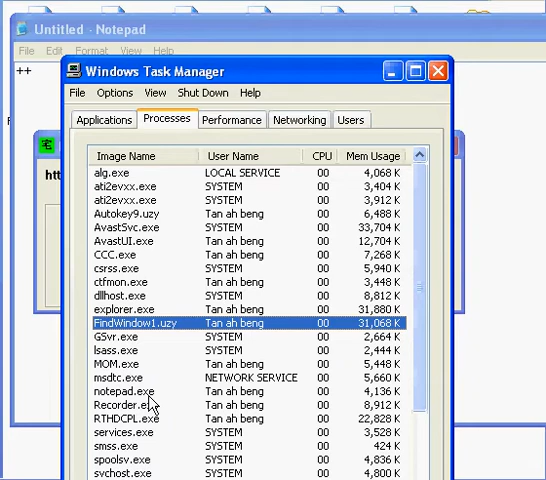 Untitled - Notepad
File Edit Format View Help
++
Windows Task Manager
File Options View Shut Down Help
Applications Processes Performance Networking Users
宅
htt
Image Name User Name CPU Mem Usage
alg.exe LOCAL SERVICE 00 4,068 K
ati2evxx.exe SYSTEM 00 3,404 K
ati2evxx.exe SYSTEM 00 3,912 K
Autokey9.uzy Tan ah beng 00 6,488 K
AvastSvc.exe SYSTEM 00 33,704 K
AvastUI.exe Tan ah beng 00 12,704 K
CCC.exe Tan ah beng 00 7,268 K
csrss.exe SYSTEM 00 5,940 K
ctfmon.exe Tan ah beng 00 3,448 K
dllhost.exe SYSTEM 00 8,812 K
explorer.exe Tan ah beng 00 31,880 K
FindWindow1.uzy Tan ah beng 00 31,068 K
GSvr.exe SYSTEM 00 2,664 K
lsass.exe SYSTEM 00 2,444 K
MOM.exe Tan ah beng 00 5,448 K
msdtc.exe NETWORK SERVICE 00 5,660 K
notepad.exe Tan ah beng 00 4,136 K
Recorder.exe Tan ah beng 00 8,912 K
RTHDCPL.exe Tan ah beng 00 22,828 K
services.exe SYSTEM 00 3,528 K
smss.exe SYSTEM 00 424 K
spoolsv.exe SYSTEM 00 4,836 K
svchost.exe SYSTEM 00 4,800 K